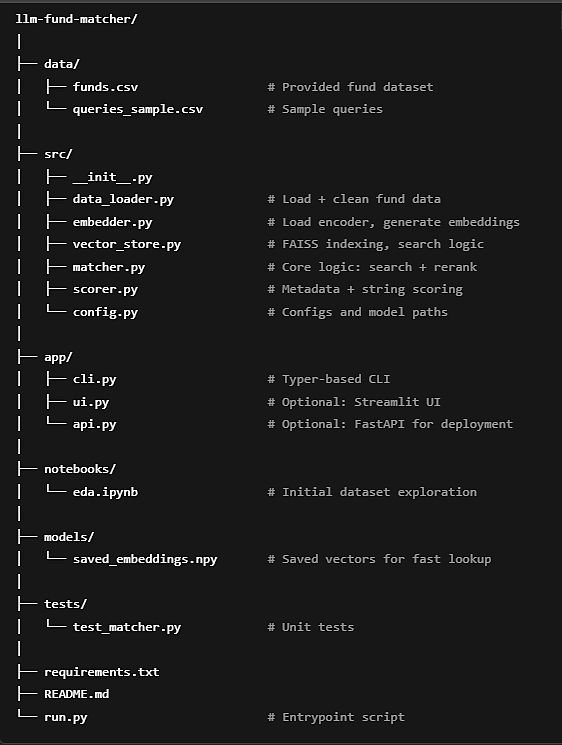 llm-fund-matcher/
│
├── data/
│   ├── funds.csv                  # Provided fund dataset
│   └── queries_sample.csv         # Sample queries
│
├── src/
│   ├── __init__.py
│   ├── data_loader.py             # Load + clean fund data
│   ├── embedder.py                # Load encoder, generate embeddings
│   ├── vector_store.py            # FAISS indexing, search logic
│   ├── matcher.py                 # Core logic: search + rerank
│   ├── scorer.py                  # Metadata + string scoring
│   └── config.py                  # Configs and model paths
│
├── app/
│   ├── cli.py                     # Typer-based CLI
│   ├── ui.py                      # Optional: Streamlit UI
│   └── api.py                     # Optional: FastAPI for deployment
│
├── notebooks/
│   └── eda.ipynb                  # Initial dataset exploration
│
├── models/
│   └── saved_embeddings.npy       # Saved vectors for fast lookup
│
├── tests/
│   └── test_matcher.py            # Unit tests
│
├── requirements.txt
├── README.md
└── run.py                         # Entrypoint script